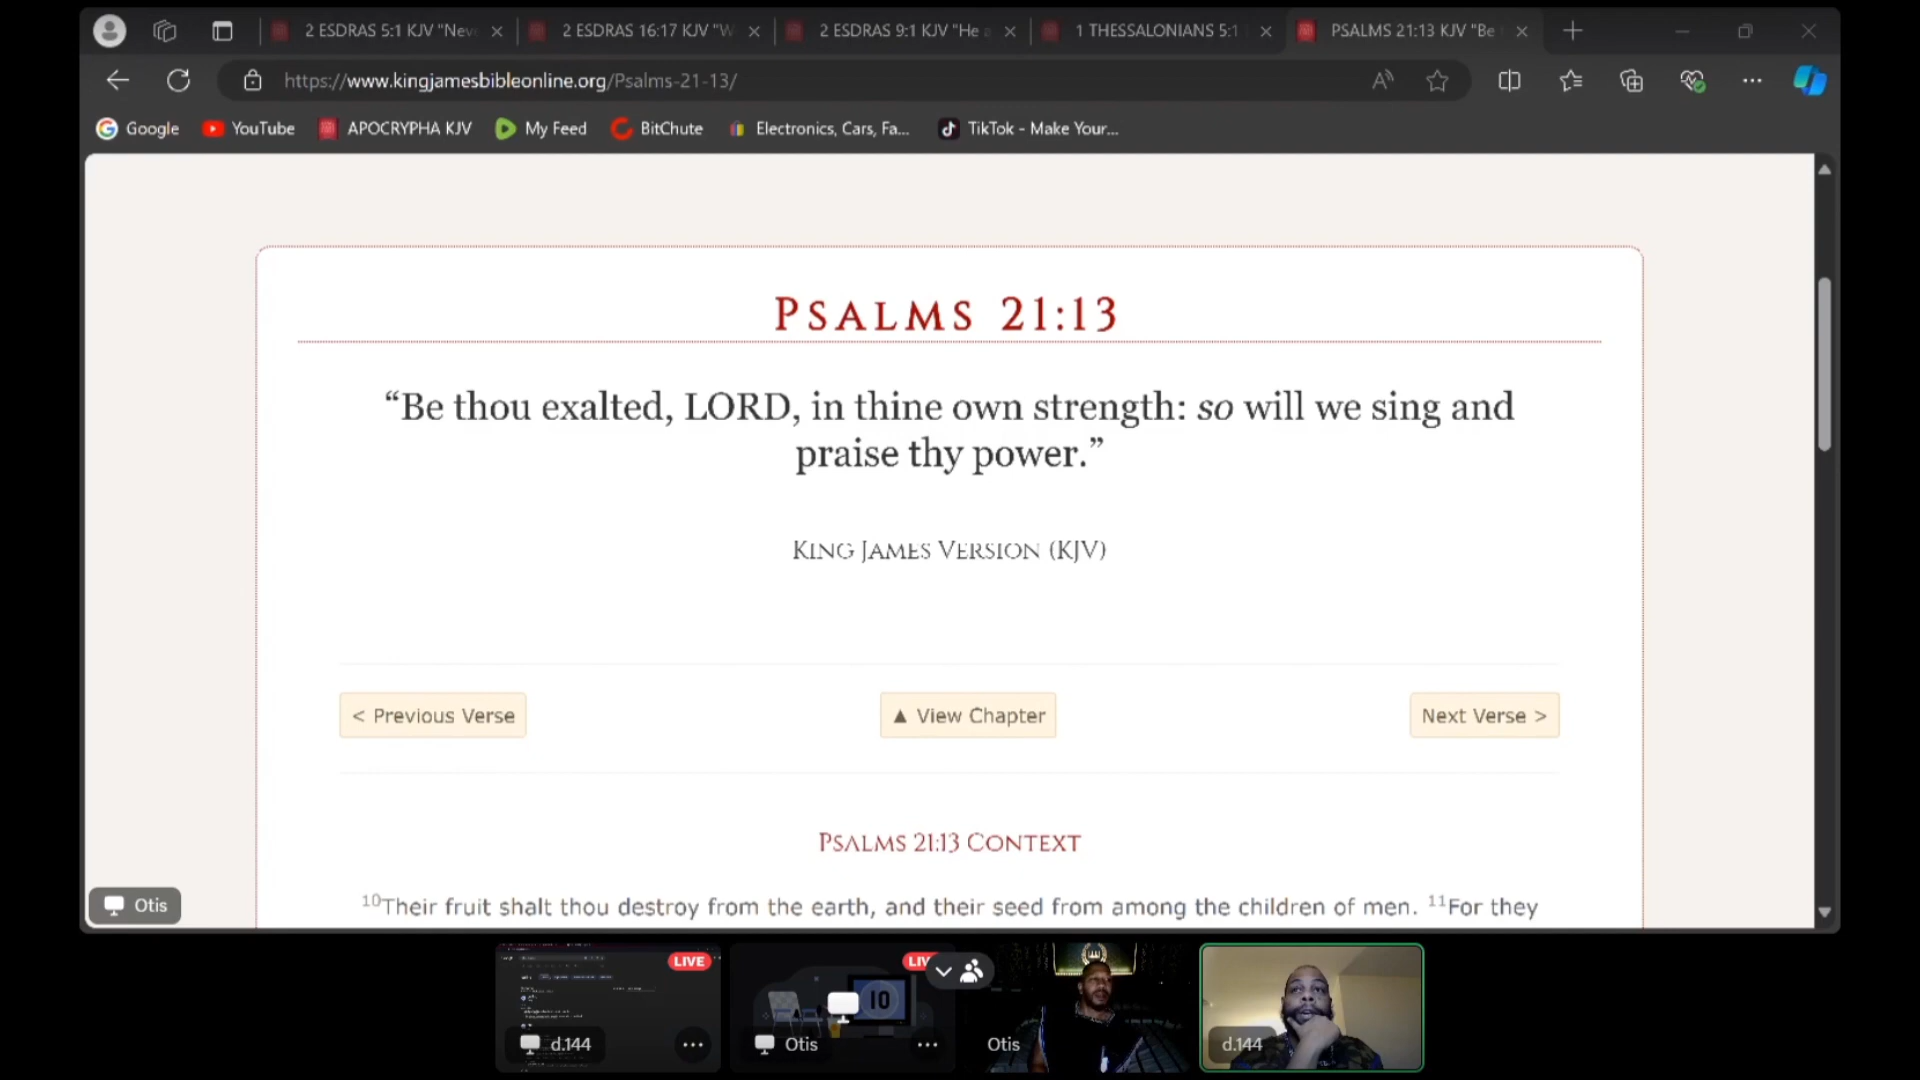 2 ESDRAS 5:1 KJV "Neve
2 ESDRAS 16:17 KJV "W
2 ESDRAS 9:1 KJV "He a
1 THESSALONIANS 5:1
PSALMS 21:13 KJV "Be
https://www.kingjamesbibleonline.org/Psalms-21-13/
Google
YouTube
APOCRYPHA KJV
My Feed
BitChute
Electronics, Cars, Fa...
TikTok - Make Your...
PSALMS 21:13
“Be thou exalted, LORD, in thine own strength: so will we sing and
praise thy power.”
KING JAMES VERSION (KJV)
< Previous Verse
▲ View Chapter
Next Verse >
PSALMS 21:13 CONTEXT
10Their fruit shalt thou destroy from the earth, and their seed from among the children of men. 11For they
Otis
LIVE
d.144
LIV
10
Otis
Otis
d.144